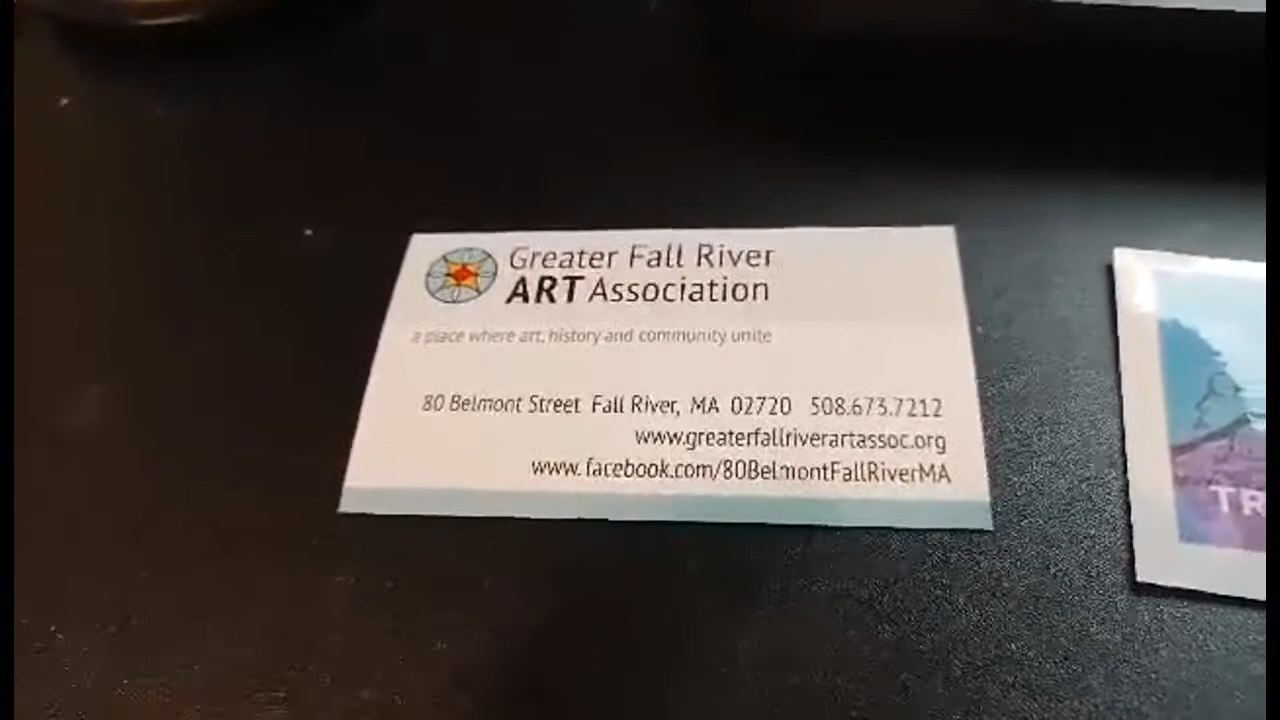 Greater Fall River
ART Association
a place where art, history and community unite
80 Belmont Street Fall River, MA 02720 508.673.7212
www.greaterfallriverartassoc.org
www.facebook.com/80BelmontFallRiverMA
TR